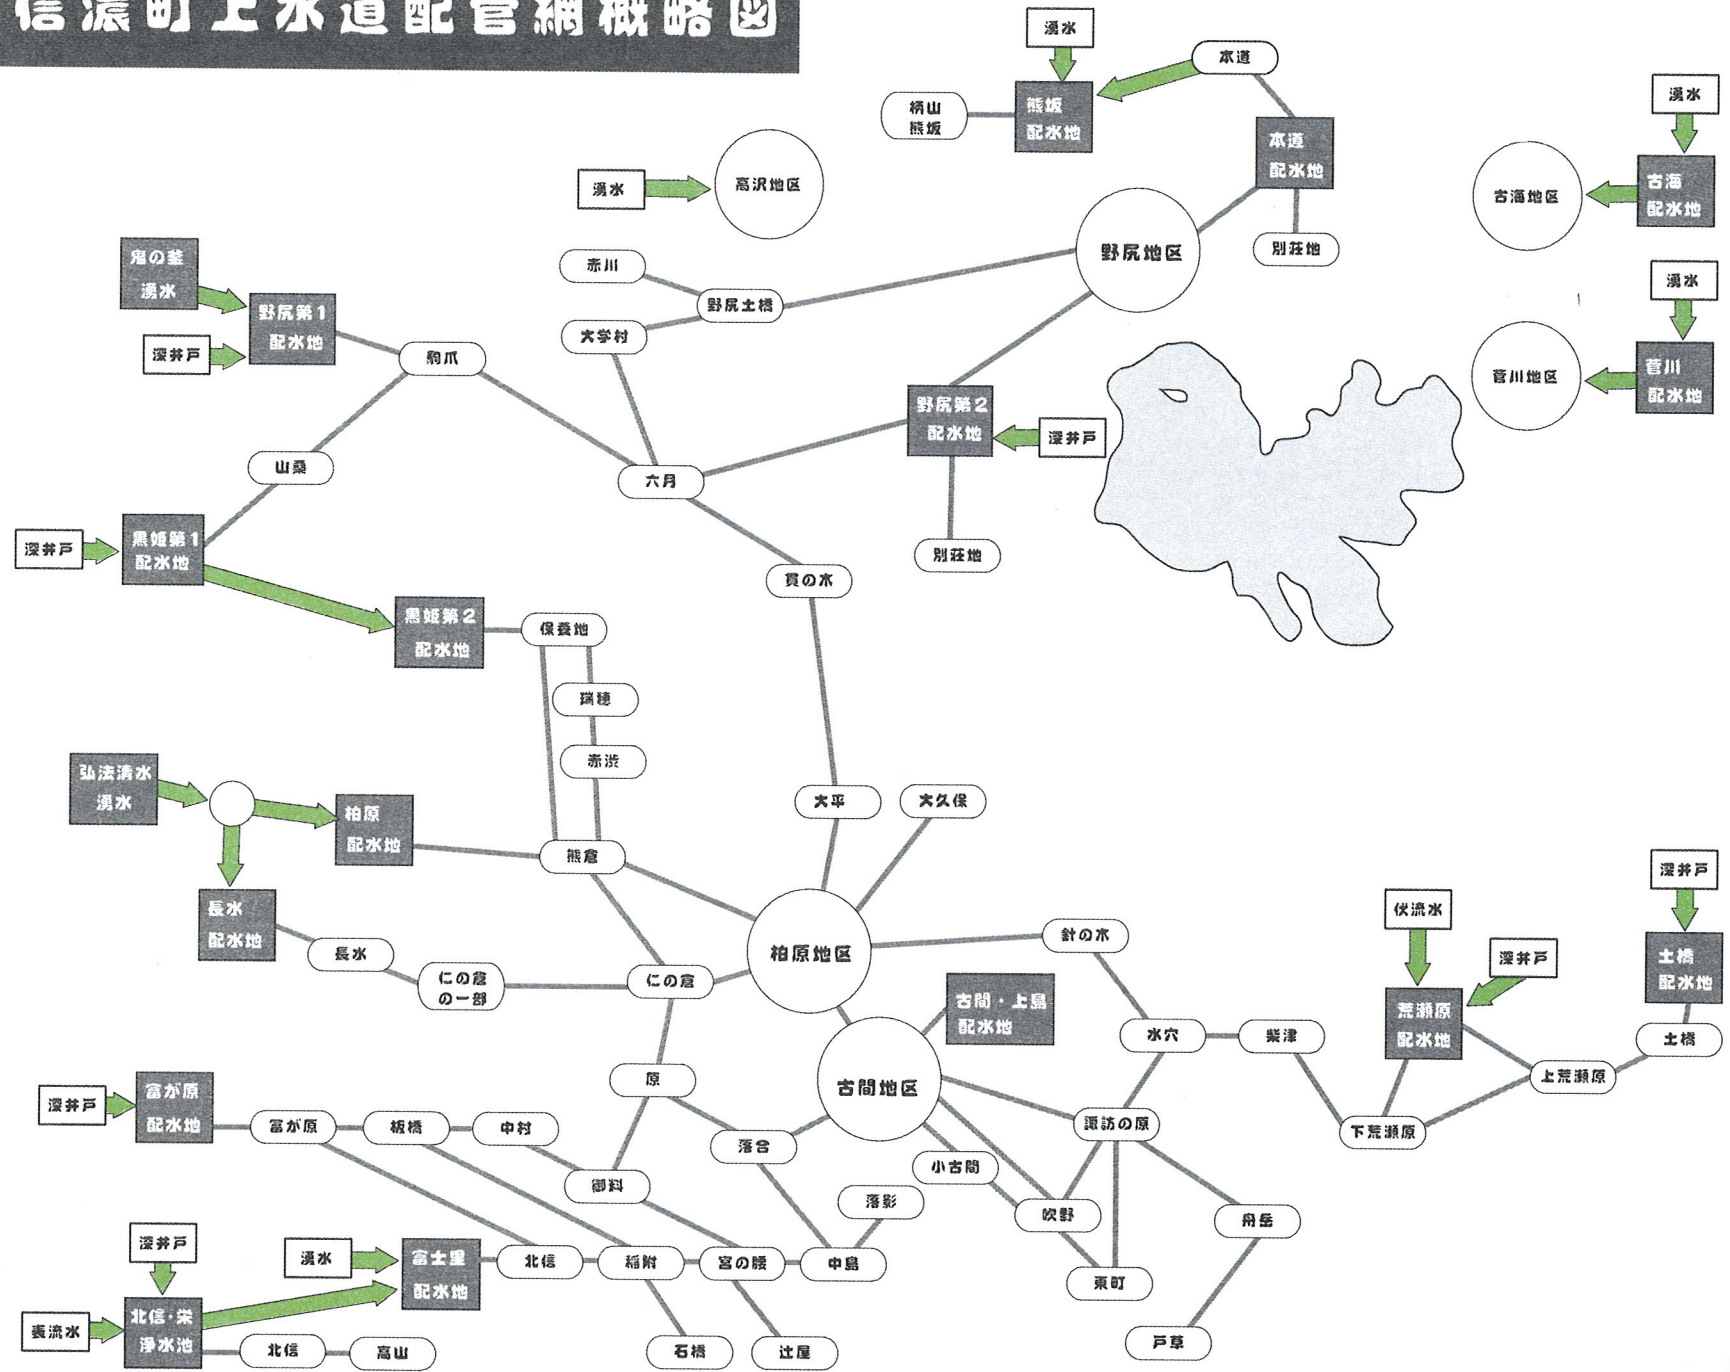 信濃町上水道配管網概略図
湧水
本道
熊坂
配水地
柄山
熊坂
本道
配水地
別荘地
湧水
古海
配水地
古海地区
湧水
高沢地区
野尻地区
赤川
野尻土橋
大学村
鬼の釜
湧水
野尻第1
配水地
深井戸
駒爪
湧水
菅川
配水地
菅川地区
野尻第2
配水地
深井戸
別荘地
山桑
六月
深井戸
黒姫第1
配水地
貫の木
黒姫第2
配水地
保養地
瑞穂
赤渋
弘法清水
湧水
柏原
配水地
熊倉
大平
大久保
長水
配水地
長水
仁の倉
の一部
仁の倉
柏原地区
針の木
古間・上島
配水地
水穴
柴津
伏流水
深井戸
荒瀬原
配水地
深井戸
土橋
配水地
土橋
上荒瀬原
下荒瀬原
原
古間地区
諏訪の原
深井戸
富が原
配水地
富が原
板橋
中村
落合
小古間
御料
落影
吹野
舟岳
深井戸
湧水
富士里
配水地
北信
稲附
宮の腰
中島
東町
表流水
北信・栄
浄水池
北信
高山
石橋
辻屋
戸草